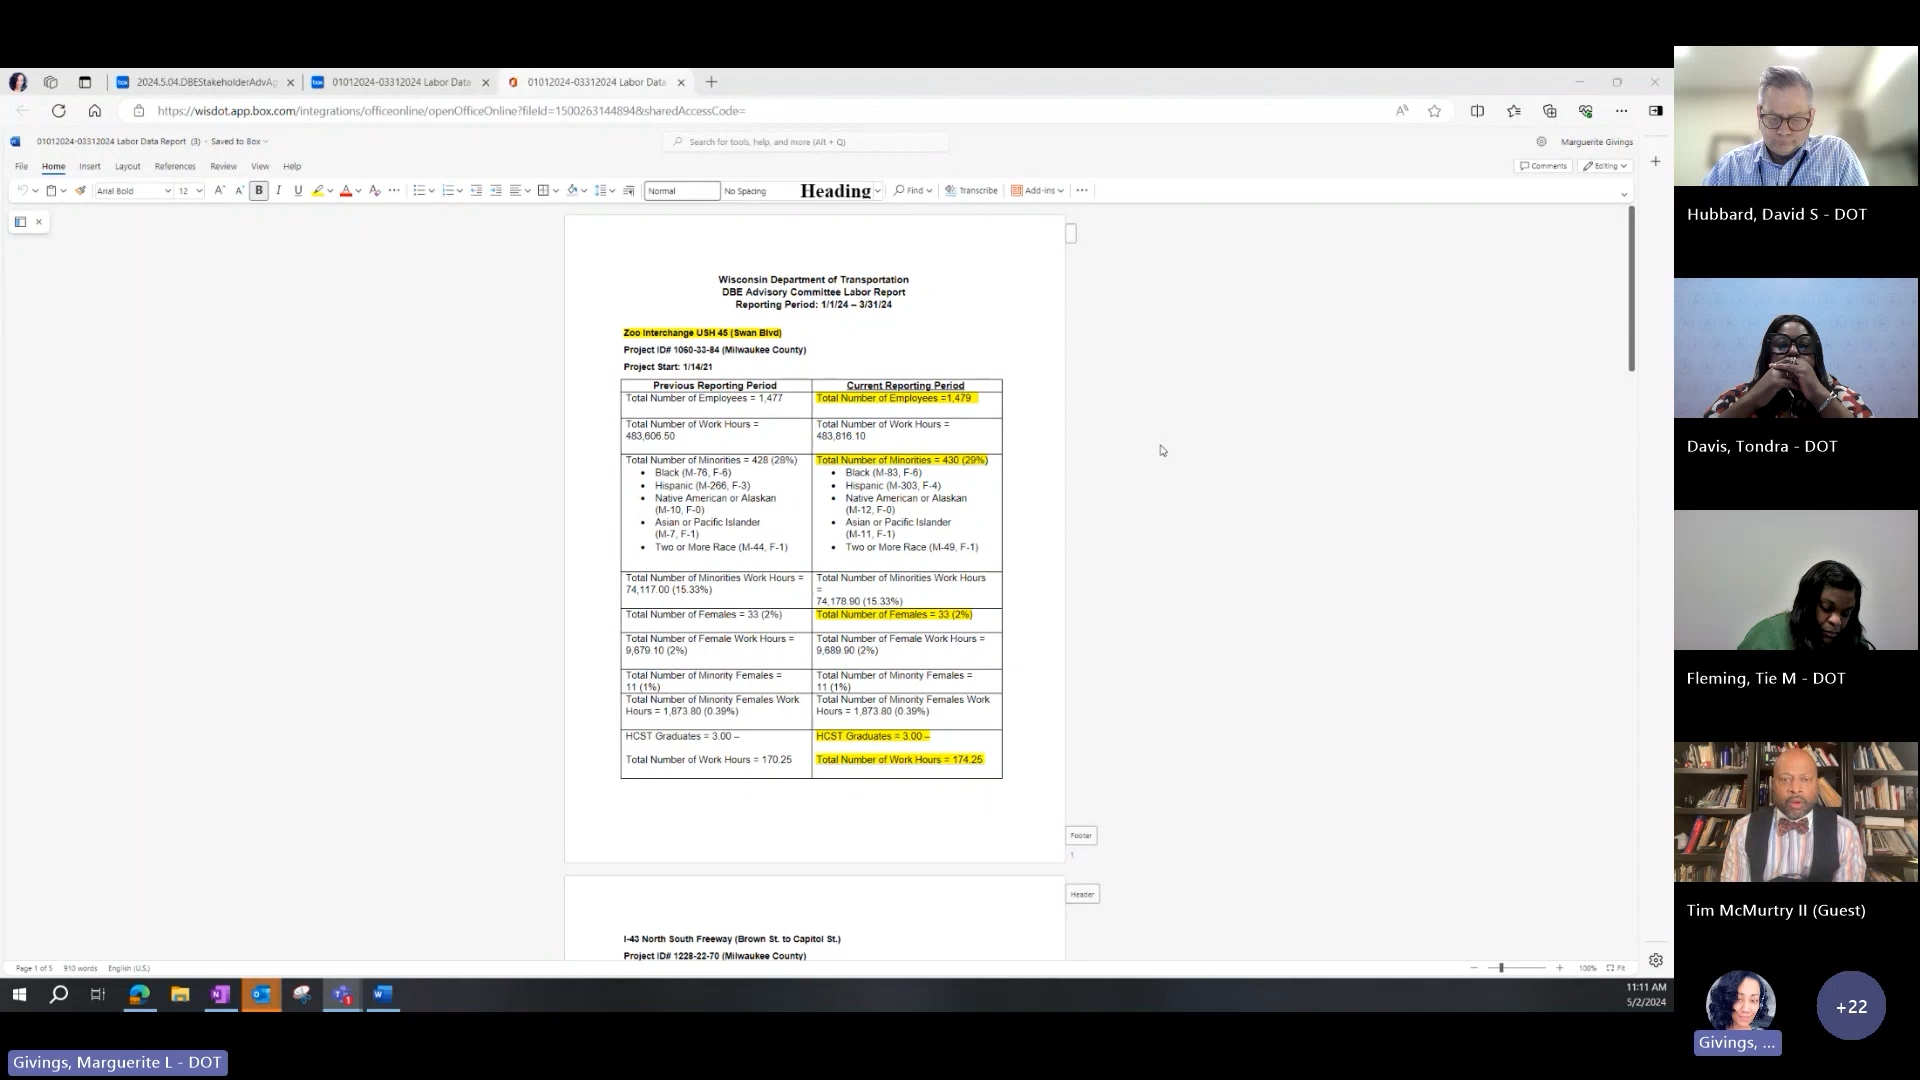 2024.5.04.DBEStakeholderAdvAg
01012024-03312024 Labor Data
01012024-03312024 Labor Data
https://wisdot.app.box.com/integrations/officeonline/openOfficeOnline?fileId=1500263144894&sharedAccessCode=
01012024-03312024 Labor Data Report (3) - Saved to Box
Search for tools, help, and more (Alt + Q)
Marguerite Givings
File Home Insert Layout References Review View Help
Comments
Editing
Arial Bold 12 B I U Normal No Spacing Heading Find Transcribe Add-ins
Wisconsin Department of Transportation
DBE Advisory Committee Labor Report
Reporting Period: 1/1/24 – 3/31/24
Zoo Interchange USH 45 (Swan Blvd)
Project ID# 1060-33-84 (Milwaukee County)
Project Start: 1/14/21
Previous Reporting Period
Total Number of Employees = 1,477
Total Number of Work Hours =
483,606.50
Total Number of Minorities = 428 (28%)
• Black (M-76, F-6)
• Hispanic (M-266, F-3)
• Native American or Alaskan
(M-10, F-0)
• Asian or Pacific Islander
(M-7, F-1)
• Two or More Race (M-44, F-1)
Total Number of Minorities Work Hours =
74,117.00 (15.33%)
Total Number of Females = 33 (2%)
Total Number of Female Work Hours =
9,679.10 (2%)
Total Number of Minority Females =
11 (1%)
Total Number of Minority Females Work
Hours = 1,873.80 (0.39%)
HCST Graduates = 3.00 –
Total Number of Work Hours = 170.25
Current Reporting Period
Total Number of Employees =1,479
Total Number of Work Hours =
483,816.10
Total Number of Minorities = 430 (29%)
• Black (M-83, F-6)
• Hispanic (M-303, F-4)
• Native American or Alaskan
(M-12, F-0)
• Asian or Pacific Islander
(M-11, F-1)
• Two or More Race (M-49, F-1)
Total Number of Minorities Work Hours
=
74,178.90 (15.33%)
Total Number of Females = 33 (2%)
Total Number of Female Work Hours =
9,689.90 (2%)
Total Number of Minority Females =
11 (1%)
Total Number of Minority Females Work
Hours = 1,873.80 (0.39%)
HCST Graduates = 3.00 –
Total Number of Work Hours = 174.25
Footer
1
Header
I-43 North South Freeway (Brown St. to Capitol St.)
Project ID# 1228-22-70 (Milwaukee County)
Page 1 of 5 910 words English (U.S.)
100% Fit
11:11 AM
5/2/2024
Givings, Marguerite L - DOT
Hubbard, David S - DOT
Davis, Tondra - DOT
Fleming, Tie M - DOT
Tim McMurtry II (Guest)
Givings, ...
+22